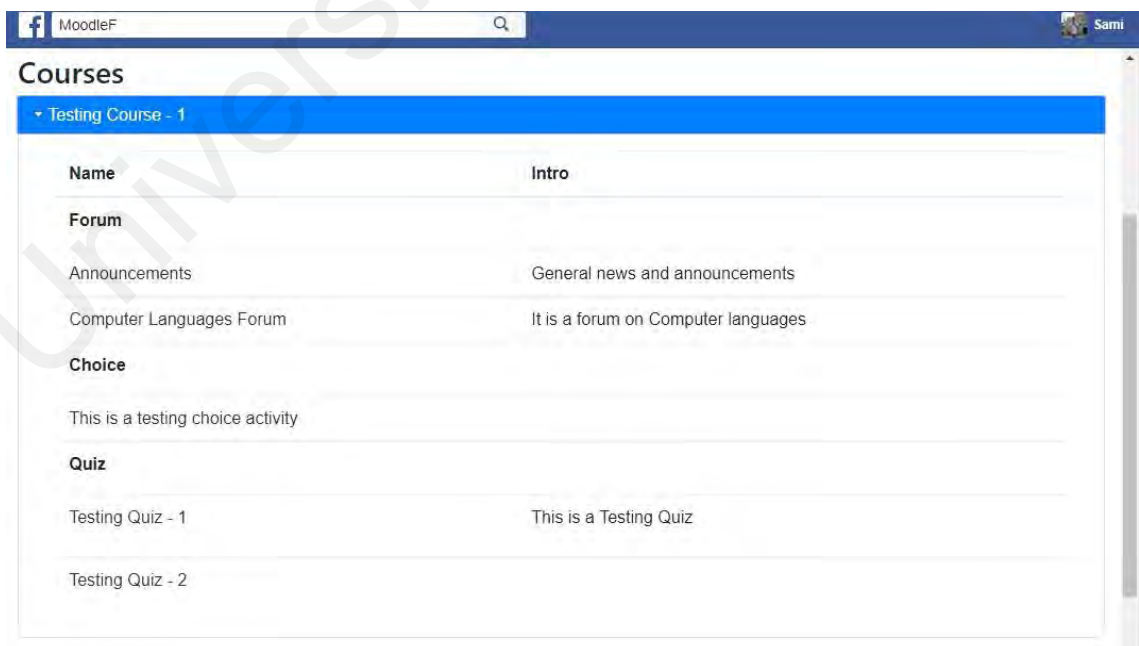 f MoodleF Sami
Courses
Testing Course - 1
Name Intro
Forum
Announcements General news and announcements
Computer Languages Forum It is a forum on Computer languages
Choice
This is a testing choice activity
Quiz
Testing Quiz - 1 This is a Testing Quiz
Testing Quiz - 2
Univers